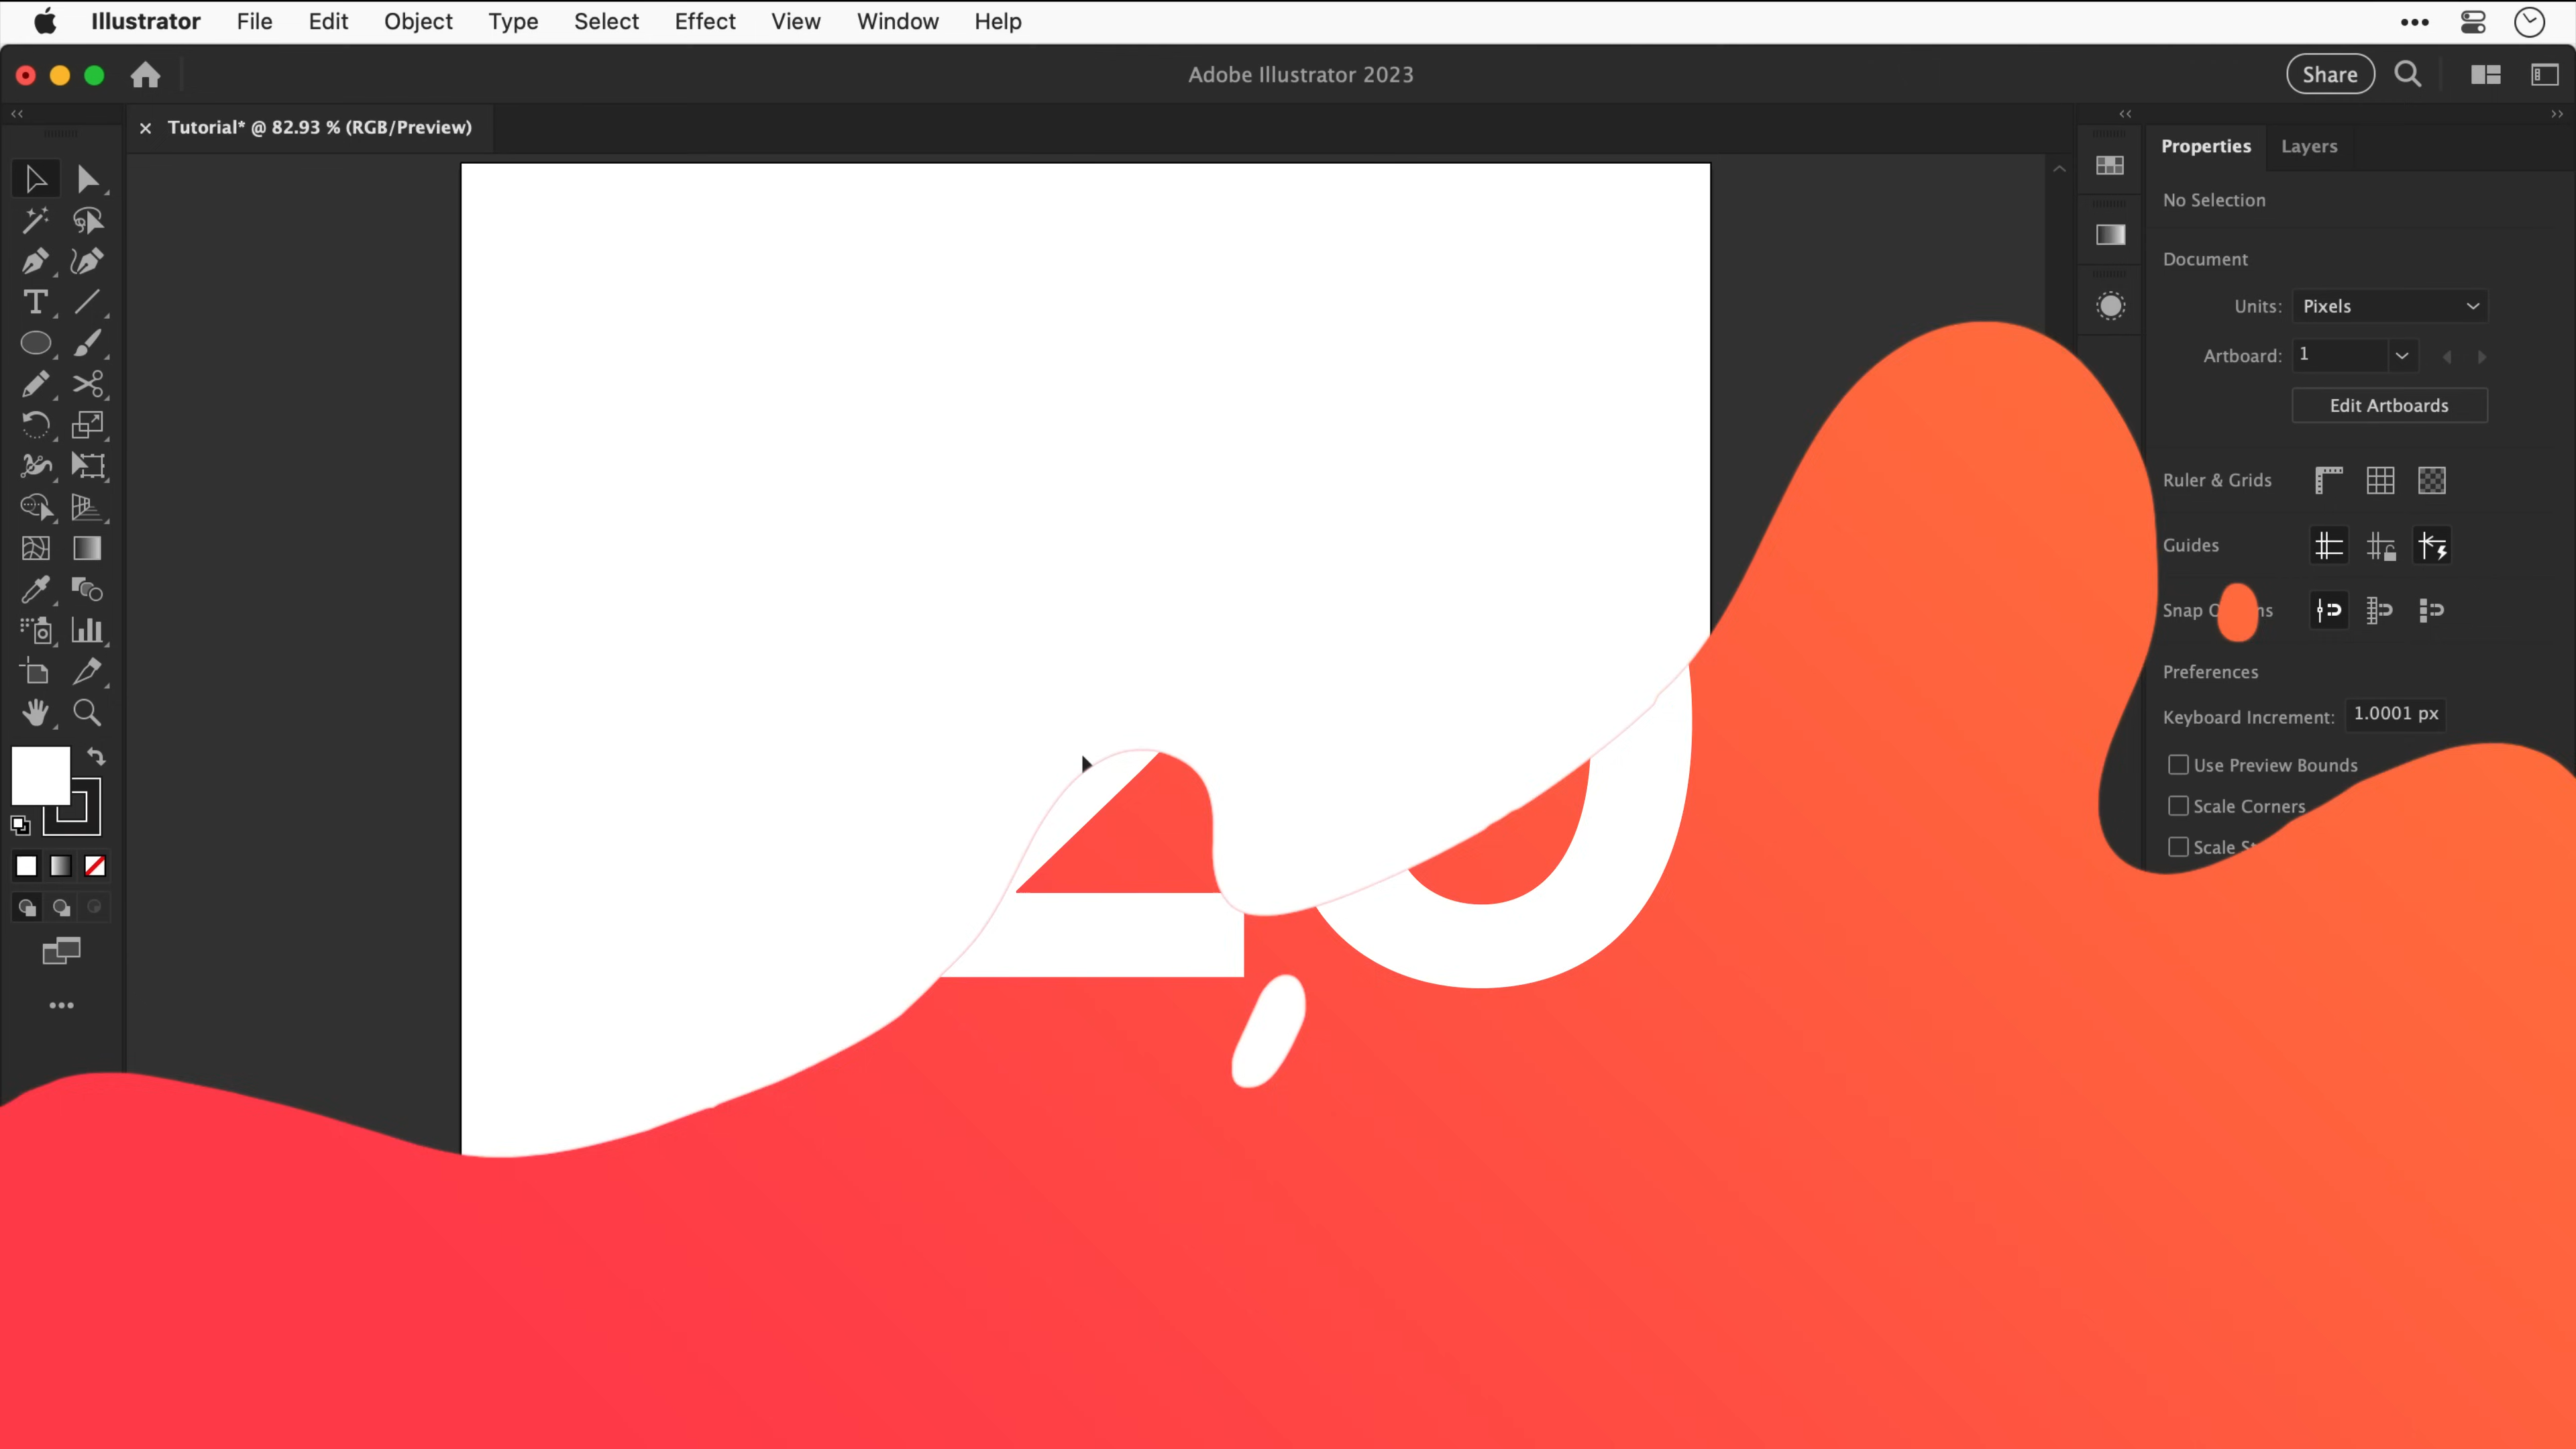 Illustrator File Edit Object Type Select Effect View Window Help
Adobe Illustrator 2023
Share
Tutorial* @ 82.93 % (RGB/Preview)
Properties Layers
No Selection
Document
Units: Pixels
Artboard: 1
Edit Artboards
Ruler & Grids
Guides
Snap
Preferences
Keyboard Increment: 1.0001 px
Use Preview Bounds
Scale Corners
Scale